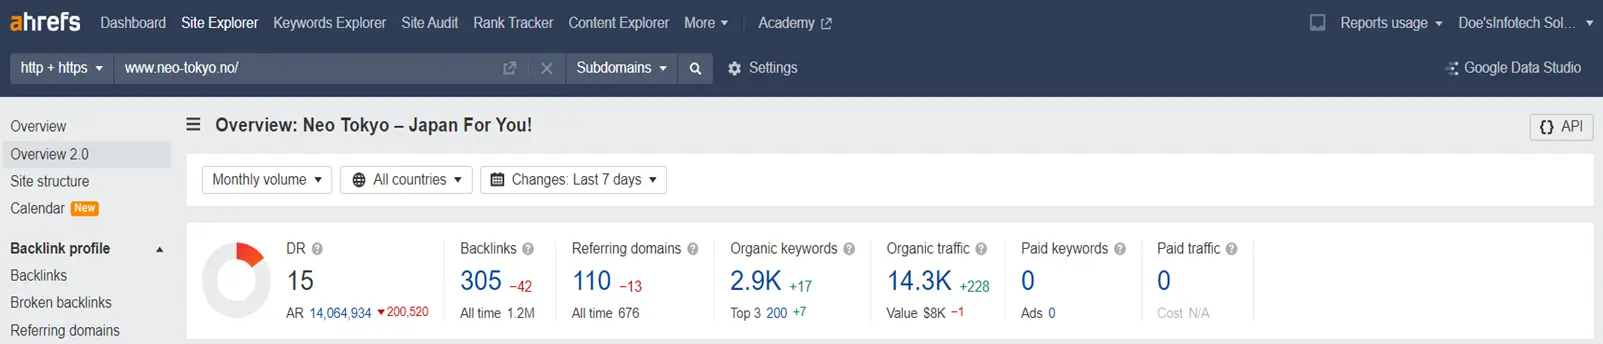 ahrefs Dashboard Site Explorer Keywords Explorer Site Audit Rank Tracker Content Explorer More Academy Reports usage Doe'sInfotech Sol...
http + https www.neo-tokyo.no/ Subdomains Settings Google Data Studio
Overview
Overview 2.0
Site structure
Calendar New
Backlink profile
Backlinks
Broken backlinks
Referring domains
Overview: Neo Tokyo – Japan For You! {} API
Monthly volume All countries Changes: Last 7 days
DR ? Backlinks ? Referring domains ? Organic keywords ? Organic traffic ? Paid keywords ? Paid traffic ?
15 305 −42 110 −13 2.9K +17 14.3K +228 0 0
AR 14,064,934 ▼200,520 All time 1.2M All time 676 Top 3 200 +7 Value $8K −1 Ads 0 Cost N/A